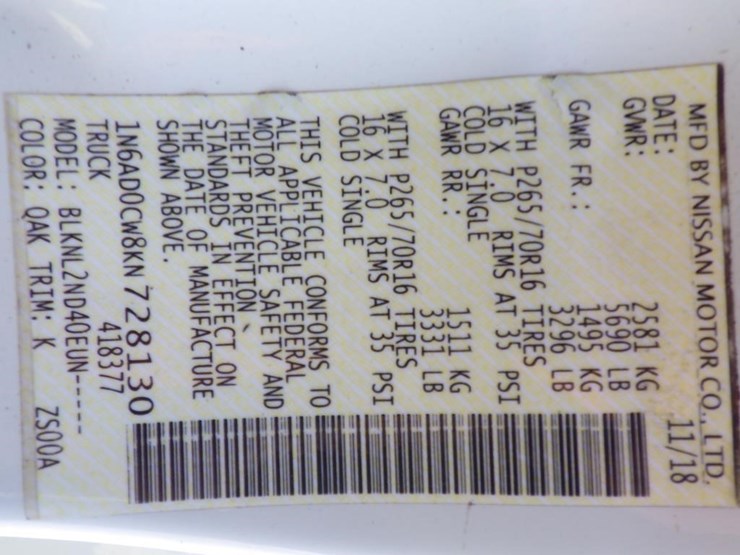 MFD BY NISSAN MOTOR CO., LTD.
DATE: 11/18
GVWR: 2581 KG
5690 LB
GAWR FR.: 1495 KG
3296 LB
WITH P265/70R16 TIRES
16 X 7.0 RIMS AT 35 PSI
COLD SINGLE
GAWR RR.: 1511 KG
3331 LB
WITH P265/70R16 TIRES
16 X 7.0 RIMS AT 35 PSI
COLD SINGLE
THIS VEHICLE CONFORMS TO
ALL APPLICABLE FEDERAL
MOTOR VEHICLE SAFETY AND
THEFT PREVENTION
STANDARDS IN EFFECT ON
THE DATE OF MANUFACTURE
SHOWN ABOVE.
1N6AD0CW8KN728130
TRUCK 418377
MODEL: BLKNL2ND40EUN-----
COLOR: QAK TRIM: K ZS00A